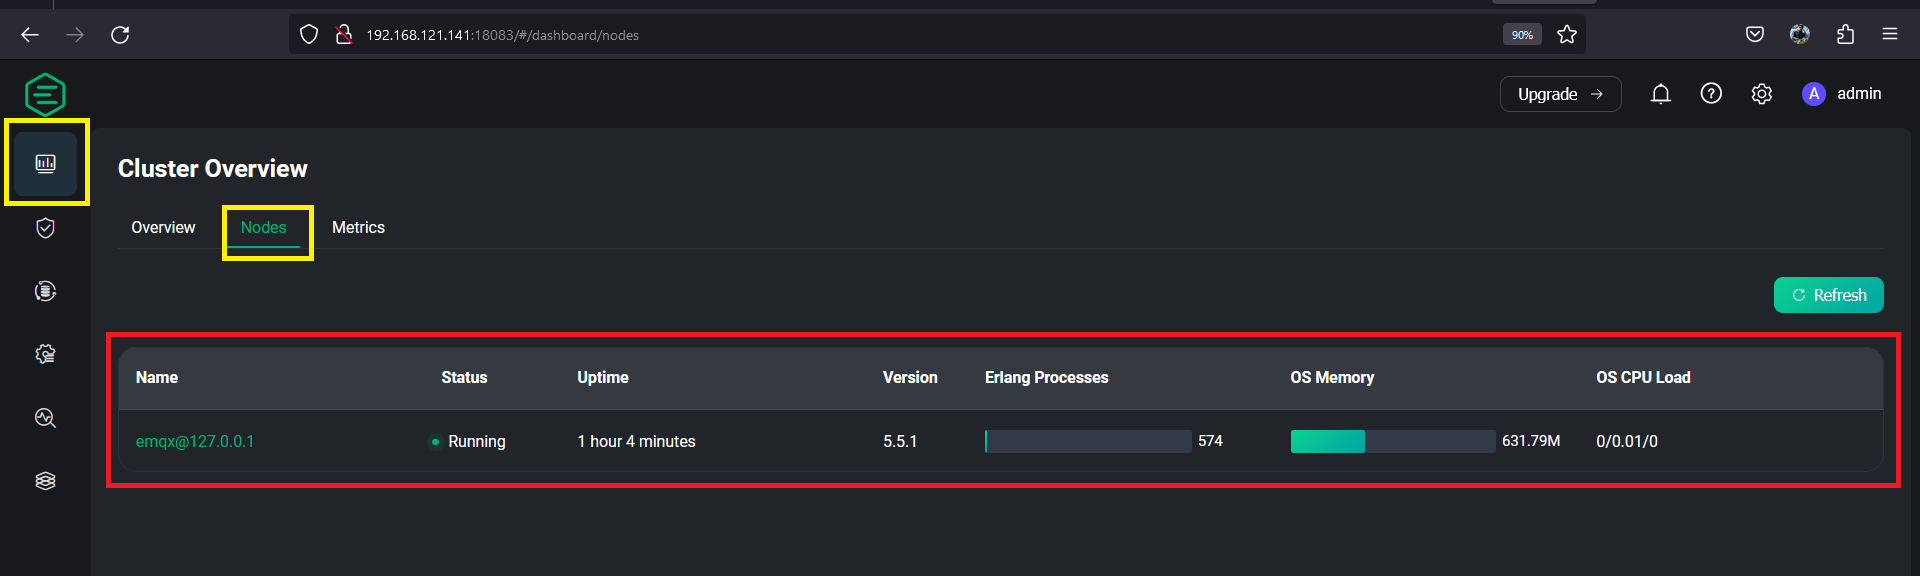 192.168.121.141:18083/#/dashboard/nodes
90%
Upgrade →
A admin
Cluster Overview
Overview Nodes Metrics
Refresh
Name Status Uptime Version Erlang Processes OS Memory OS CPU Load
emqx@127.0.0.1 Running 1 hour 4 minutes 5.5.1 574 631.79M 0/0.01/0